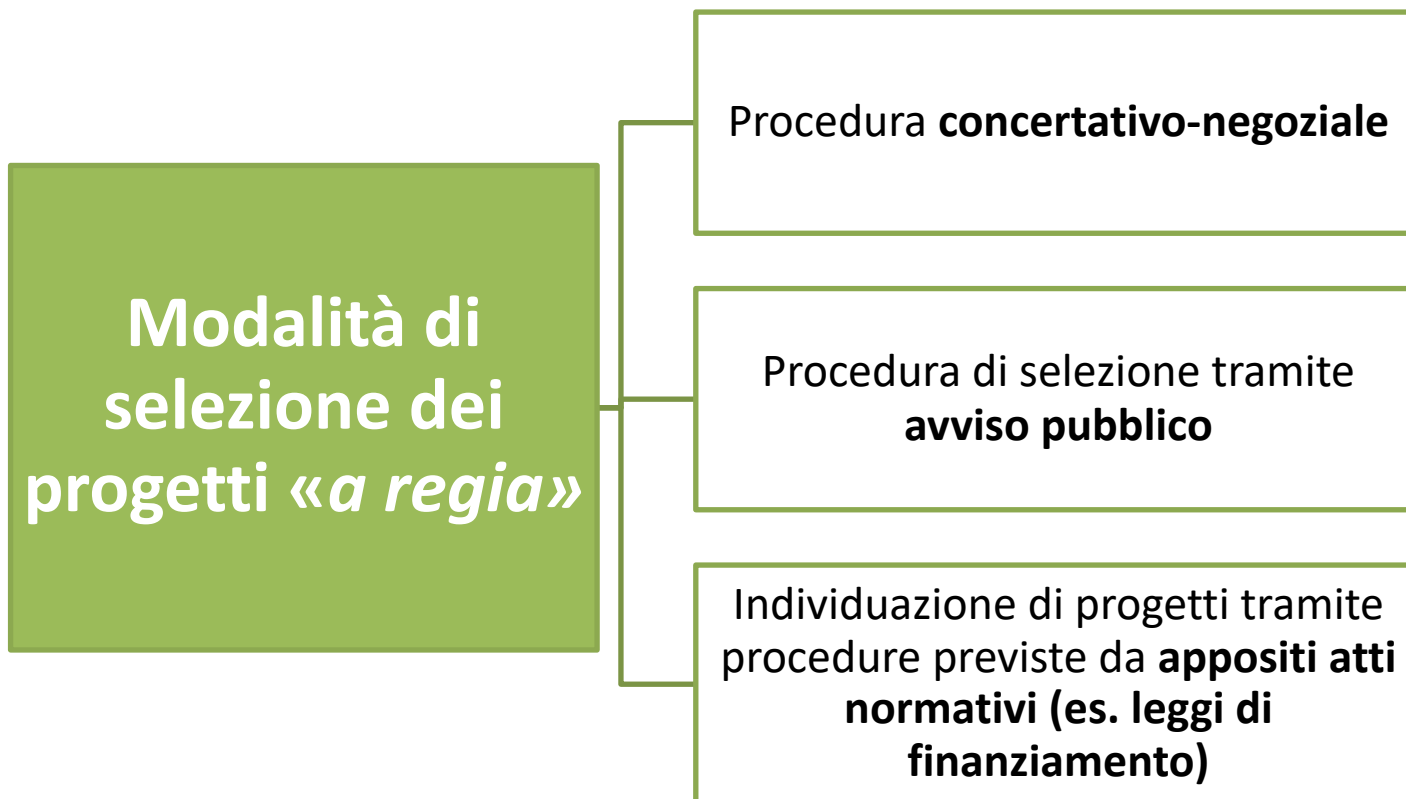 Modalità di
selezione dei
progetti «a regia»
Procedura concertativo-negoziale
Procedura di selezione tramite
avviso pubblico
Individuazione di progetti tramite
procedure previste da appositi atti
normativi (es. leggi di
finanziamento)